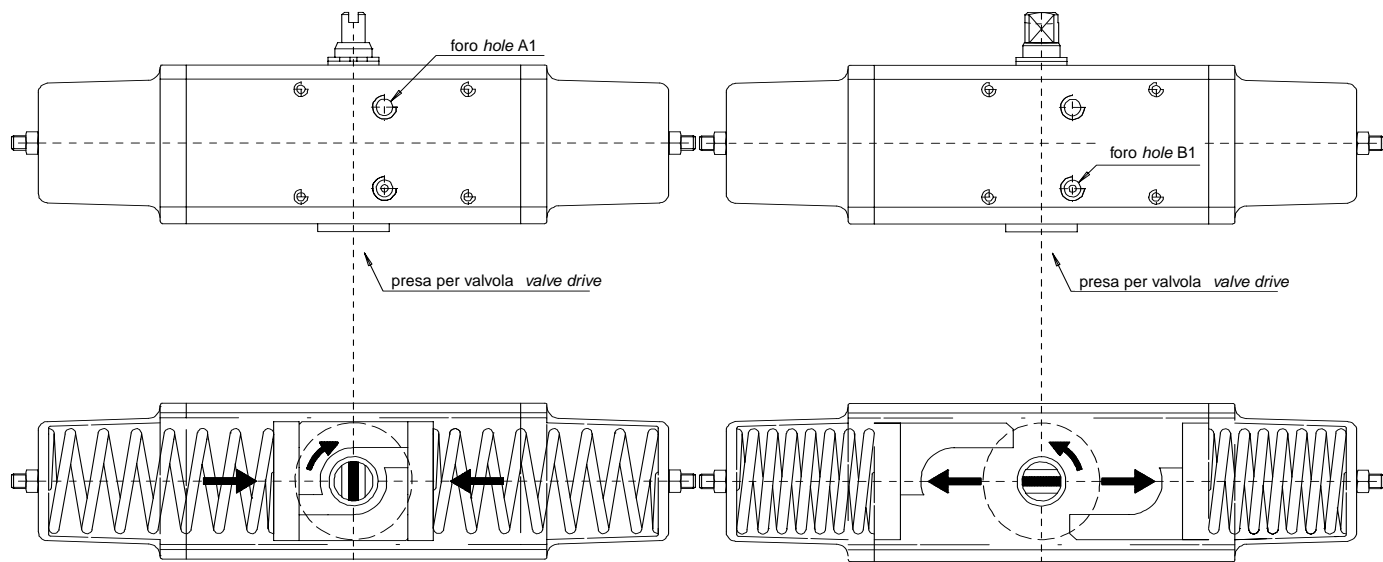 foro hole A1
foro hole B1
presa per valvola valve drive
presa per valvola valve drive